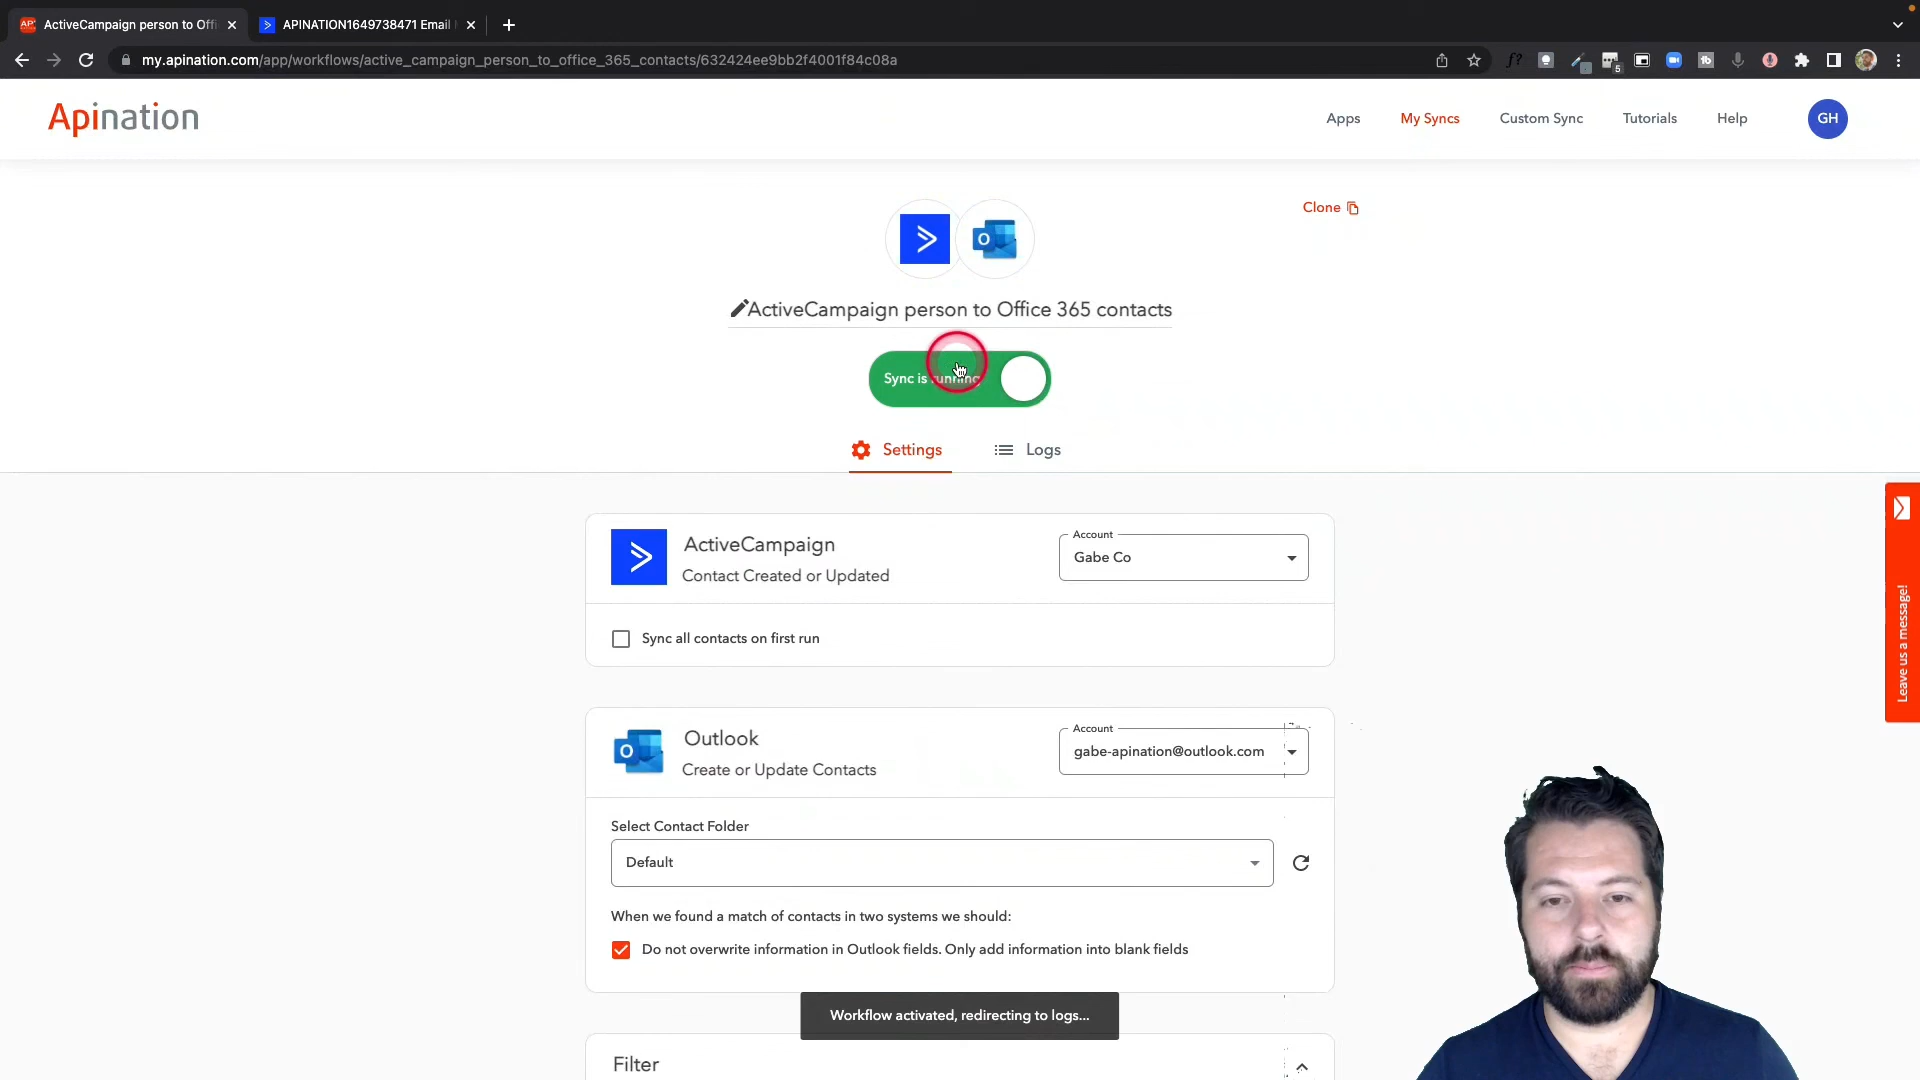 ActiveCampaign person to Offi
APINATION1649738471 Email
my.apination.com/app/workflows/active_campaign_person_to_office_365_contacts/632424ee9bb2f4001f84c08a
5
Apination
Apps
My Syncs
Custom Sync
Tutorials
Help
GH
Clone
ActiveCampaign person to Office 365 contacts
Sync is running
Settings
Logs
ActiveCampaign
Contact Created or Updated
Account
Gabe Co
Sync all contacts on first run
Outlook
Create or Update Contacts
Account
gabe-apination@outlook.com
Select Contact Folder
Default
When we found a match of contacts in two systems we should:
Do not overwrite information in Outlook fields. Only add information into blank fields
Workflow activated, redirecting to logs...
Filter
Leave us a message!